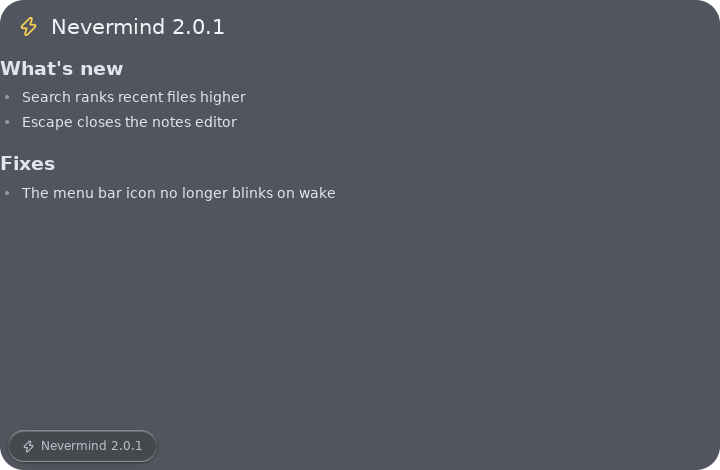 Nevermind 2.0.1
What's new
• Search ranks recent files higher
• Escape closes the notes editor
Fixes
• The menu bar icon no longer blinks on wake
Nevermind 2.0.1